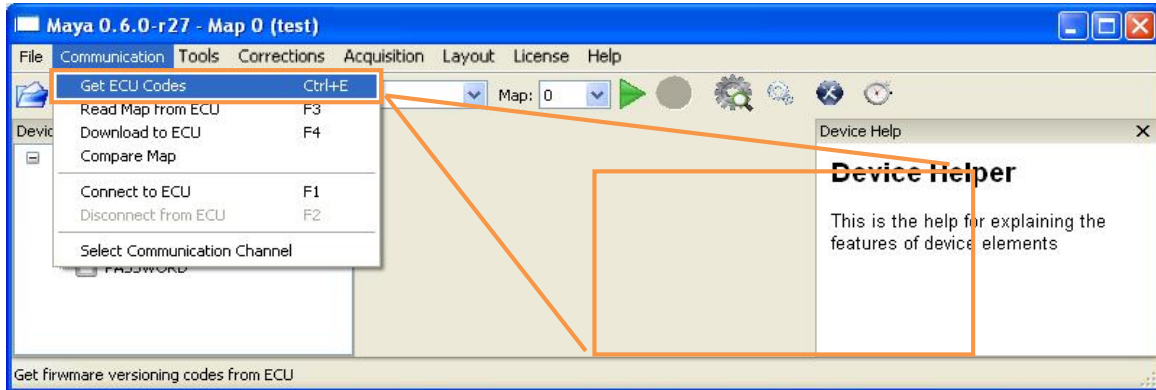 Maya 0.6.0-r27 - Map 0 (test)
File Communication Tools Corrections Acquisition Layout License Help
Get ECU Codes Ctrl+E
Map: 0
Read Map from ECU F3
Download to ECU F4
Compare Map
Connect to ECU F1
Disconnect from ECU F2
Select Communication Channel
PASSWORD
Devic
Device Help
Device Helper
This is the help for explaining the
features of device elements
Get firwmare versioning codes from ECU